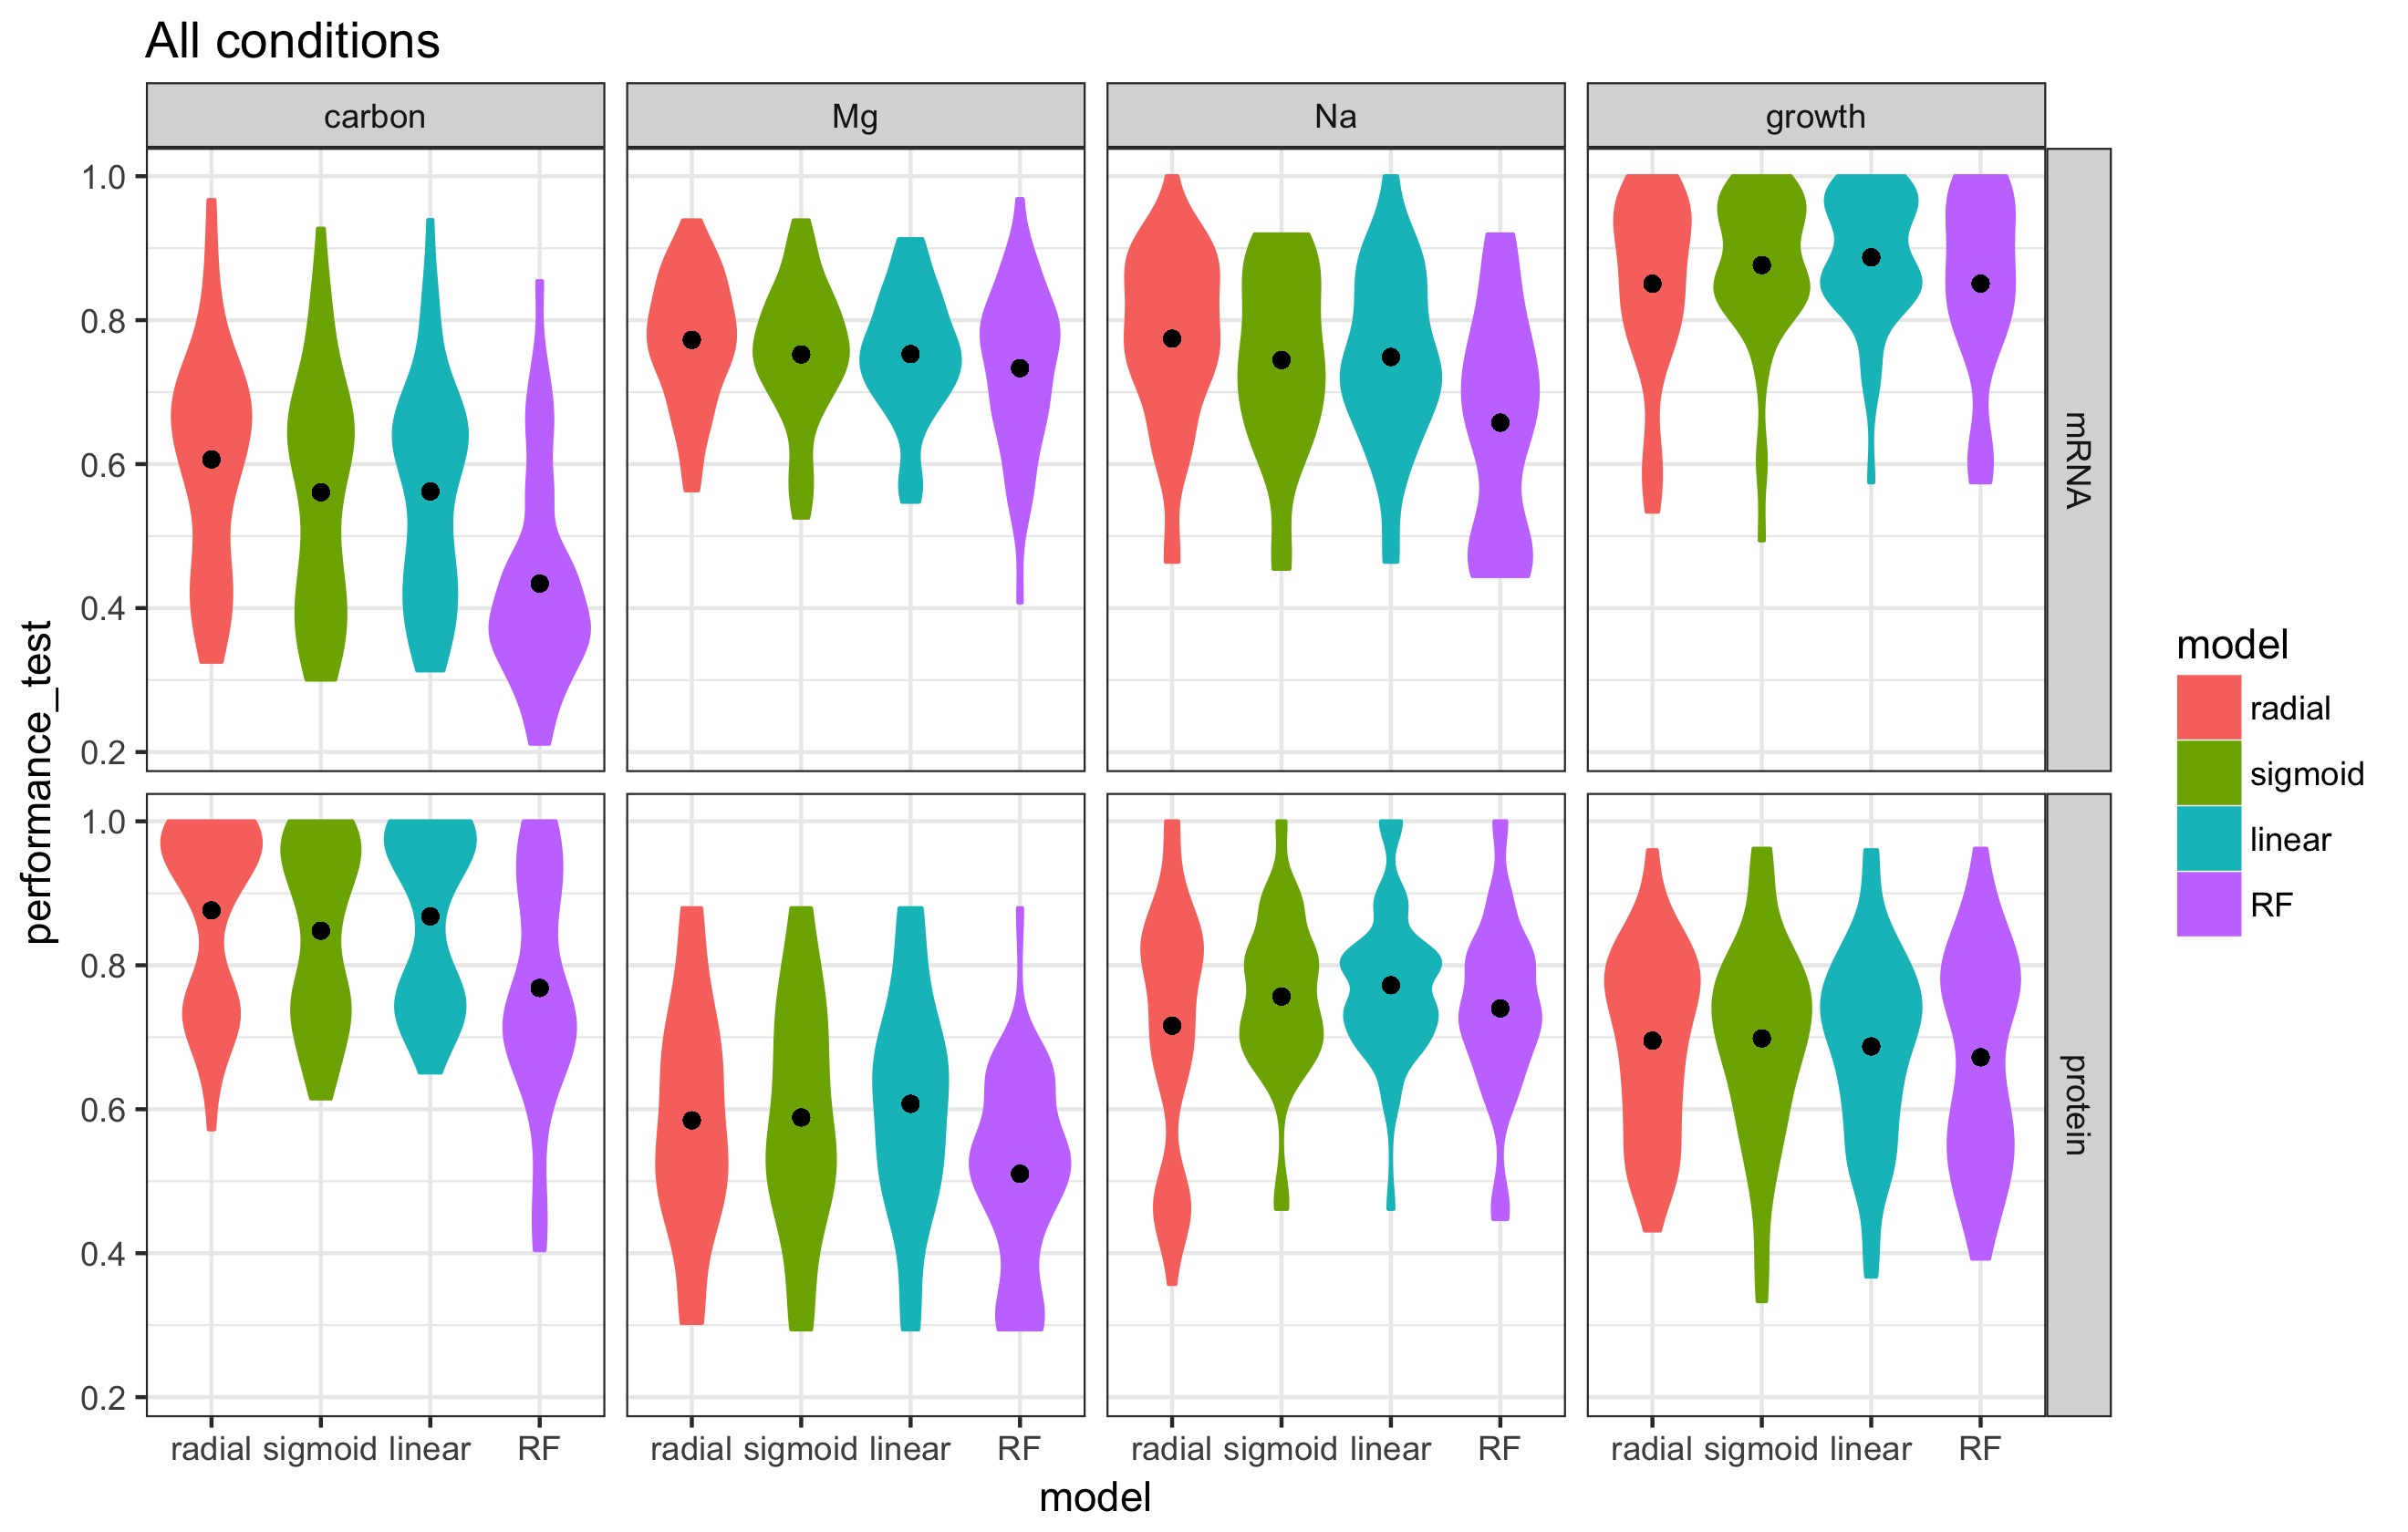 All conditions
carbon Mg Na growth
1.0
0.8
0.6
0.4
0.2
mRNA
performance_test
1.0
0.8
0.6
0.4
0.2
protein
radial sigmoid linear RF radial sigmoid linear RF radial sigmoid linear RF radial sigmoid linear RF
model
model
radial
sigmoid
linear
RF